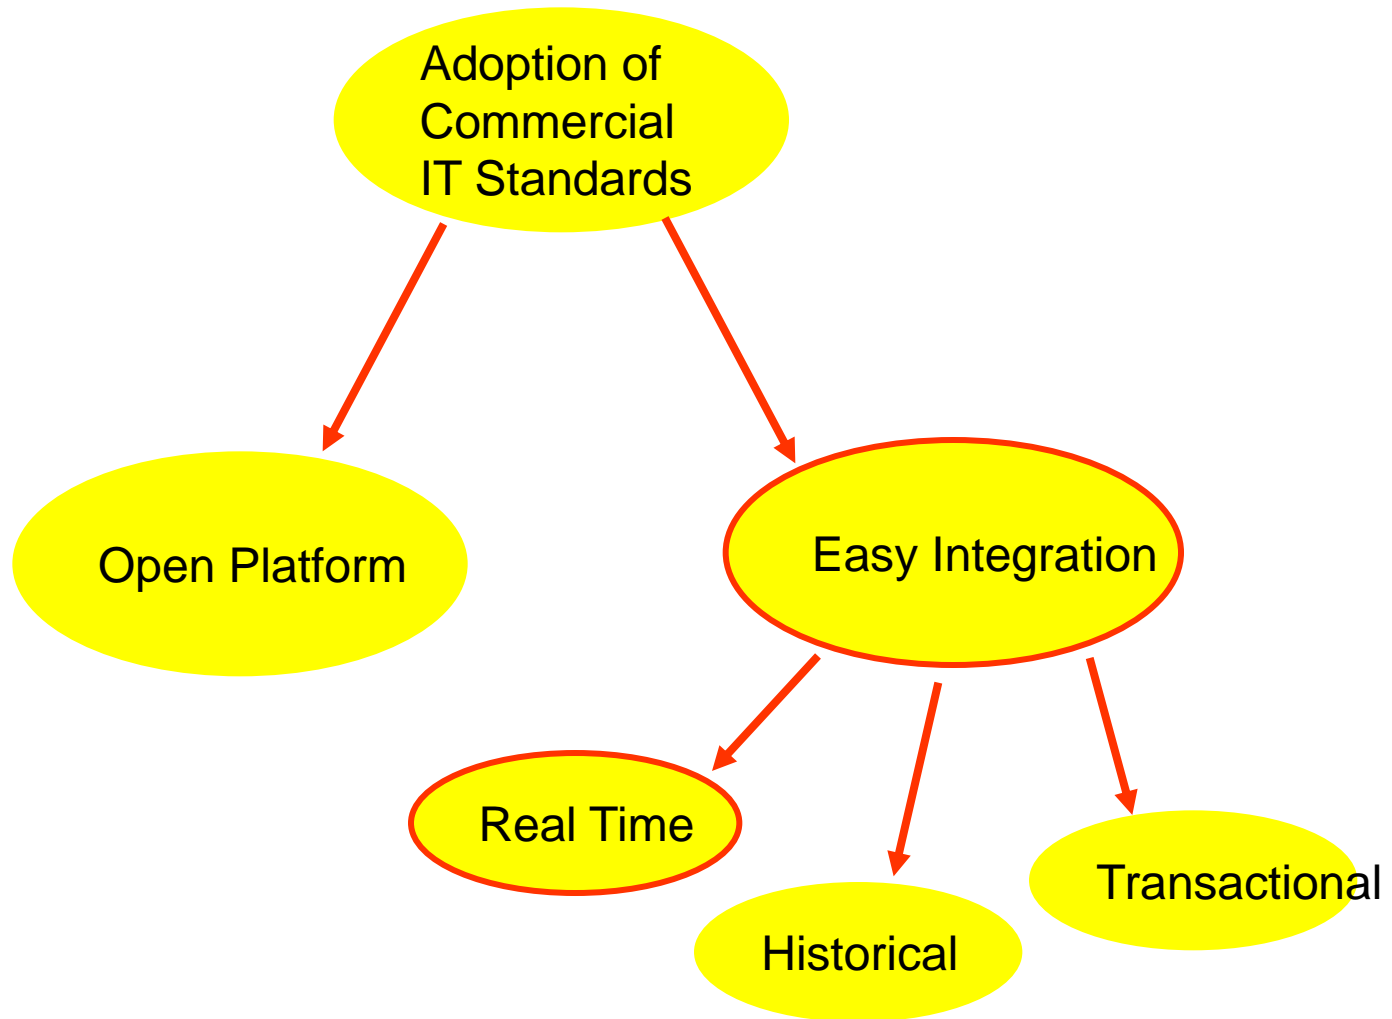 Adoption of
Commercial
IT Standards
Open Platform
Easy Integration
Real Time
Historical
Transactional